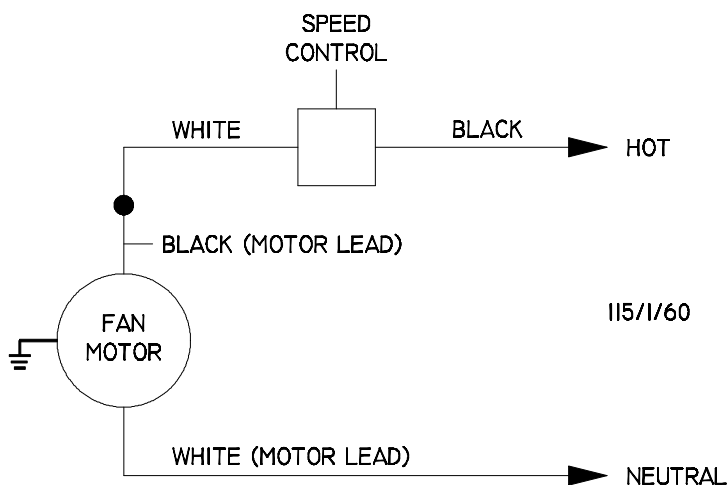 SPEED
CONTROL
WHITE
BLACK
HOT
BLACK (MOTOR LEAD)
FAN
MOTOR
115/1/60
WHITE (MOTOR LEAD)
NEUTRAL